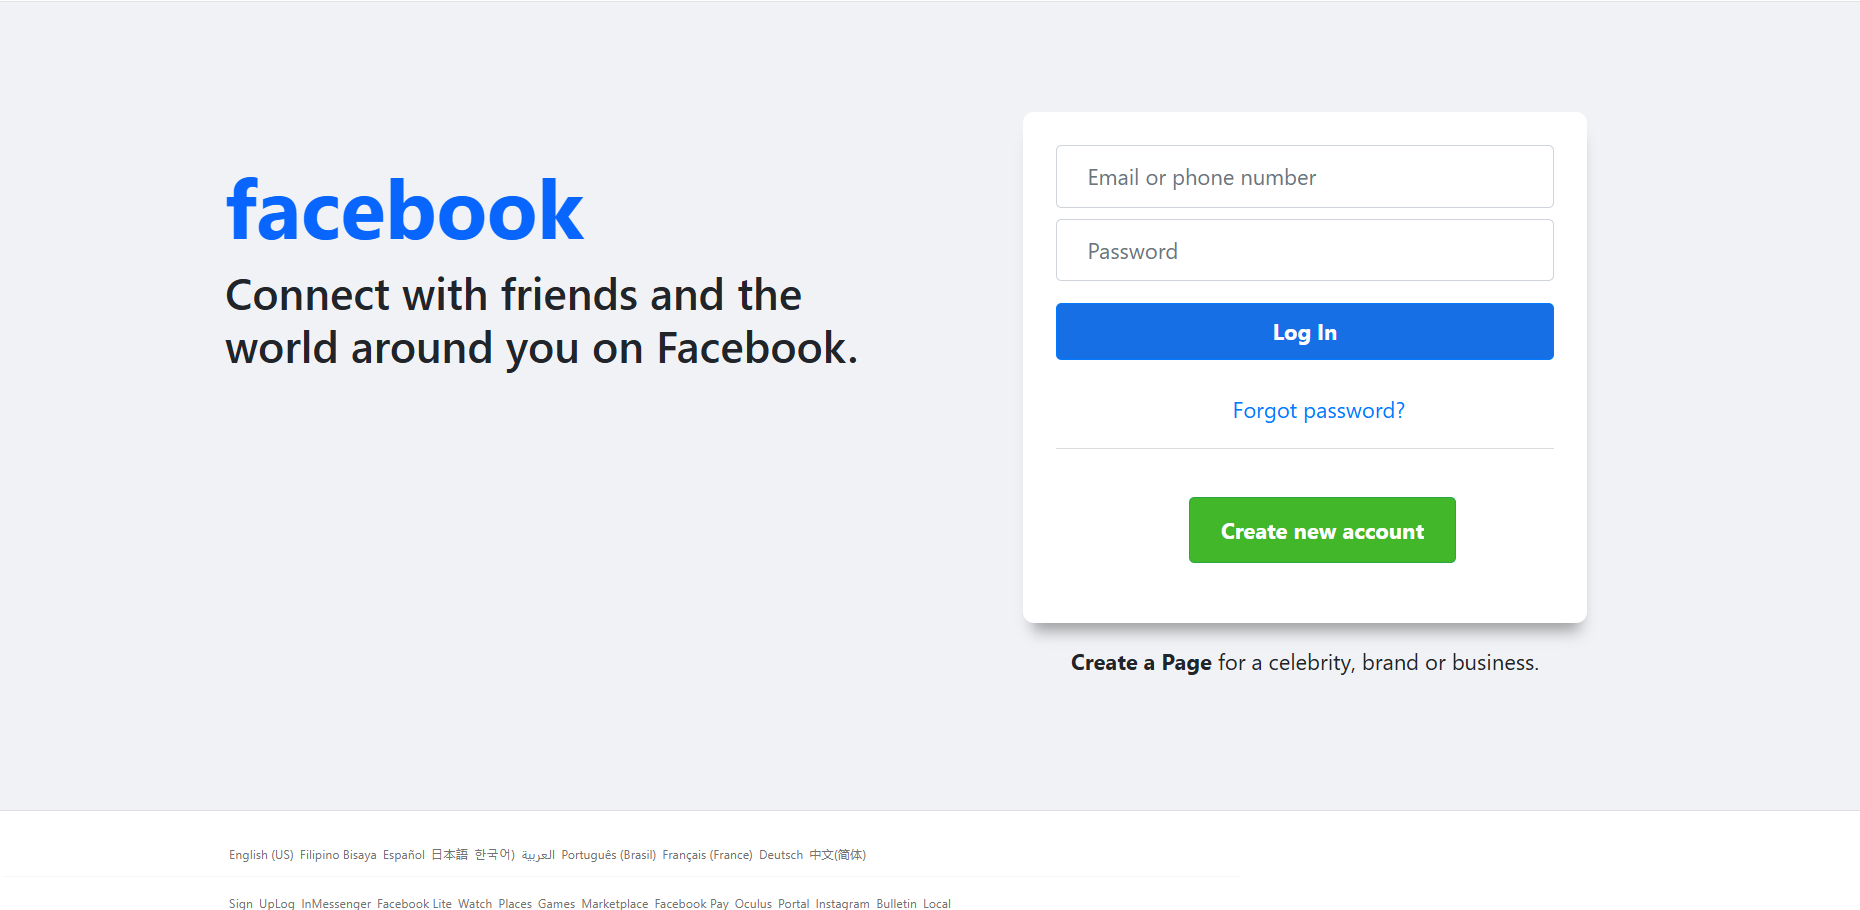 facebook
Connect with friends and the
world around you on Facebook.
Email or phone number
Password
Log In
Forgot password?
Create new account
Create a Page for a celebrity, brand or business.
English (US) Filipino Bisaya Español 日本語 한국어) العربية Português (Brasil) Français (France) Deutsch 中文(简体)
Sign UpLog InMessenger Facebook Lite Watch Places Games Marketplace Facebook Pay Oculus Portal Instagram Bulletin Local